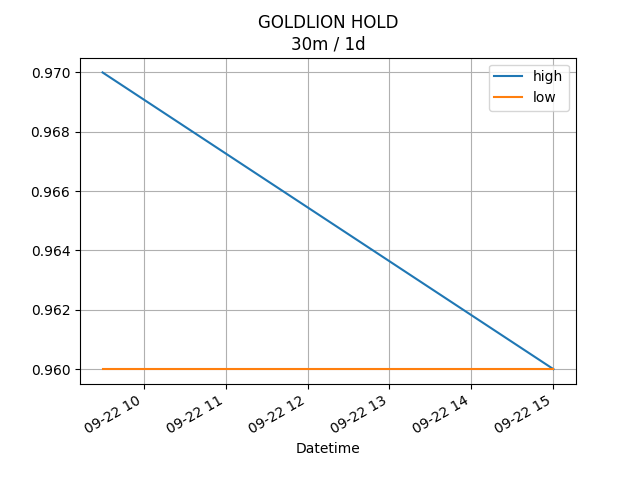 GOLDLION HOLD
30m / 1d
high
low
0.970
0.968
0.966
0.964
0.962
0.960
09-22 10
09-22 11
09-22 12
09-22 13
09-22 14
09-22 15
Datetime